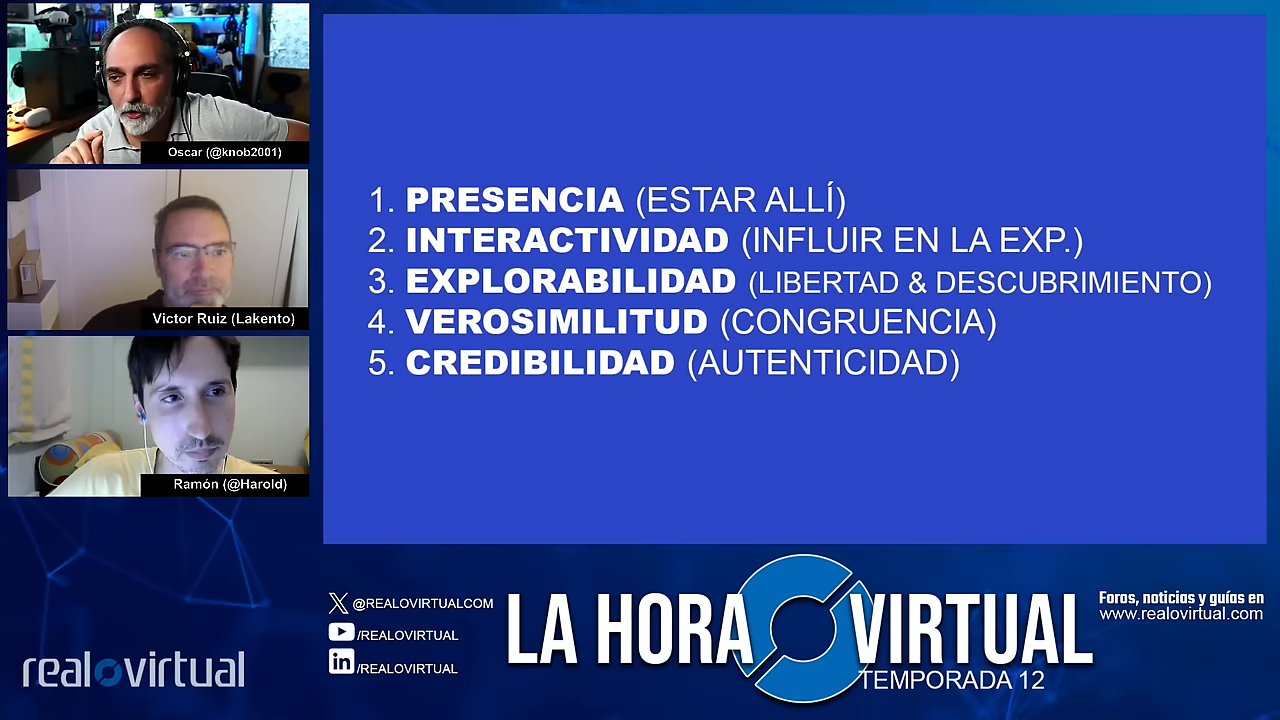 Oscar (@knob2001)
Victor Ruiz (Lakento)
Ramón (@Harold)
1. PRESENCIA (ESTAR ALLÍ)
2. INTERACTIVIDAD (INFLUIR EN LA EXP.)
3. EXPLORABILIDAD (LIBERTAD & DESCUBRIMIENTO)
4. VEROSIMILITUD (CONGRUENCIA)
5. CREDIBILIDAD (AUTENTICIDAD)
realovirtual
@REALOVIRTUALCOM
/REALOVIRTUAL
/REALOVIRTUAL
LA HORA VIRTUAL
TEMPORADA 12
Foros, noticias y guías en
www.realovirtual.com